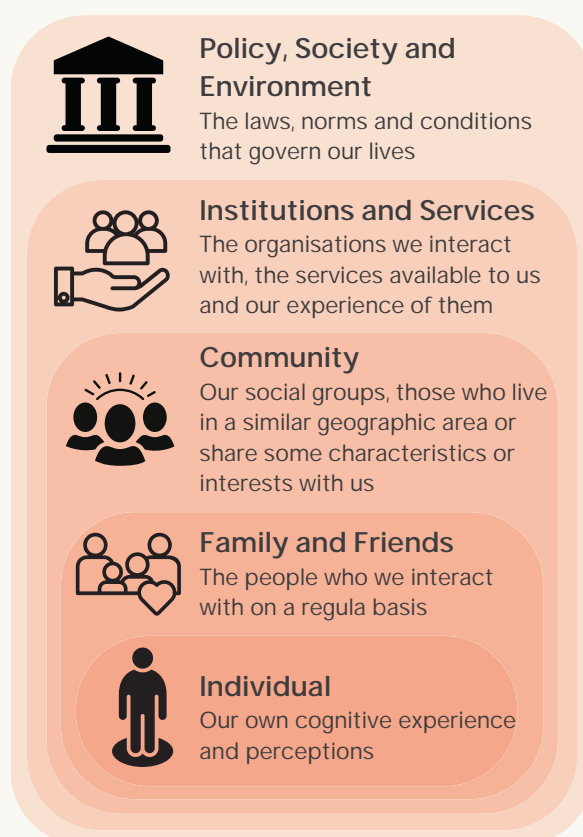 Policy, Society and
Environment
The laws, norms and conditions
that govern our lives
Institutions and Services
The organisations we interact
with, the services available to us
and our experience of them
Community
Our social groups, those who live
in a similar geographic area or
share some characteristics or
interests with us
Family and Friends
The people who we interact
with on a regula basis
Individual
Our own cognitive experience
and perceptions